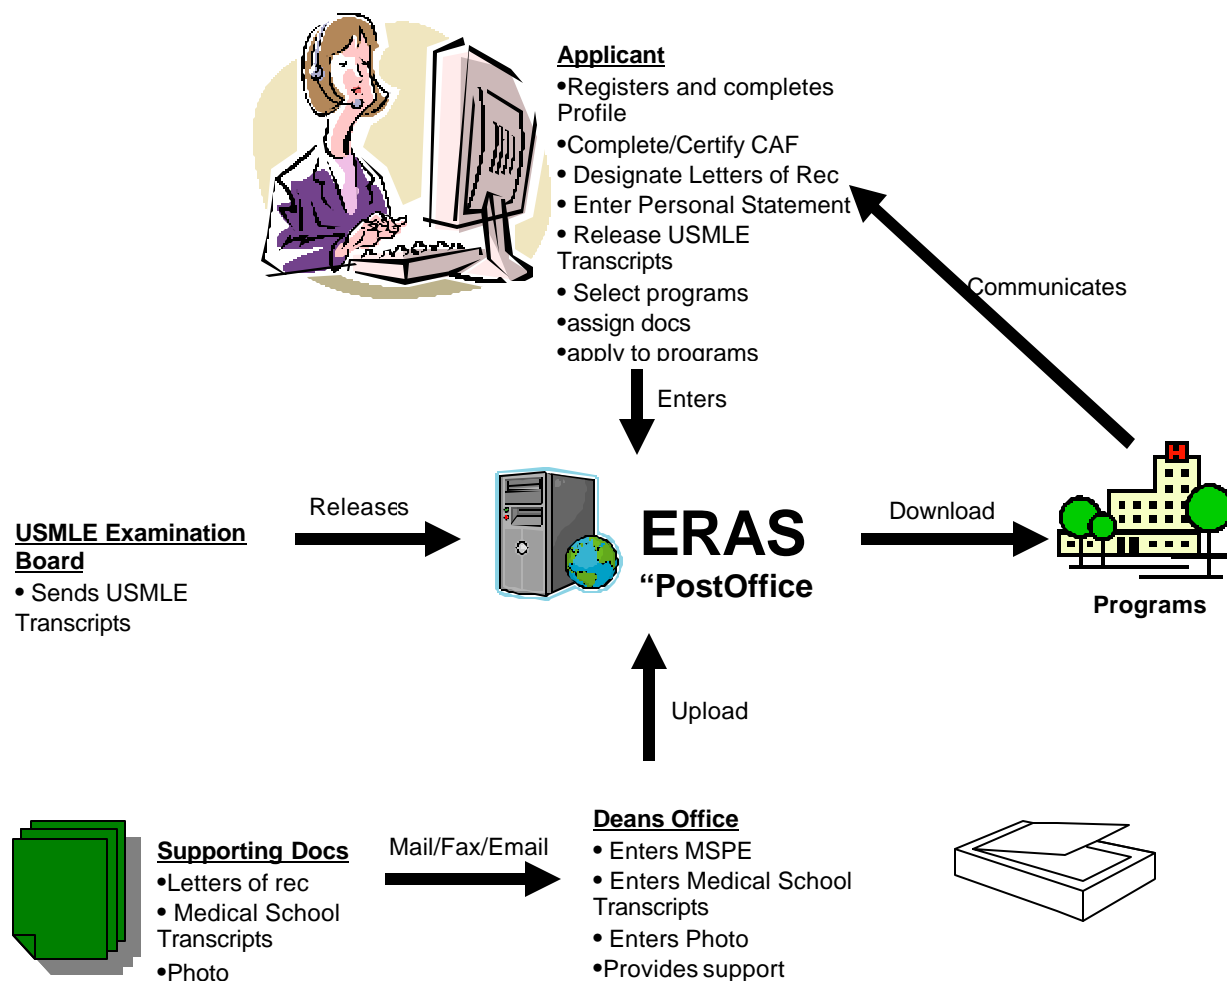 Applicant
•Registers and completes
Profile
•Complete/Certify CAF
• Designate Letters of Rec
• Enter Personal Statement
• Release USMLE
Transcripts
• Select programs
•assign docs
•apply to programs
Communicates
Enters
Releases
USMLE Examination
Board
• Sends USMLE
Transcripts
ERAS
“PostOffice
Download
H
Programs
Upload
Supporting Docs
•Letters of rec
• Medical School
Transcripts
•Photo
Mail/Fax/Email
Deans Office
• Enters MSPE
• Enters Medical School
Transcripts
• Enters Photo
•Provides support